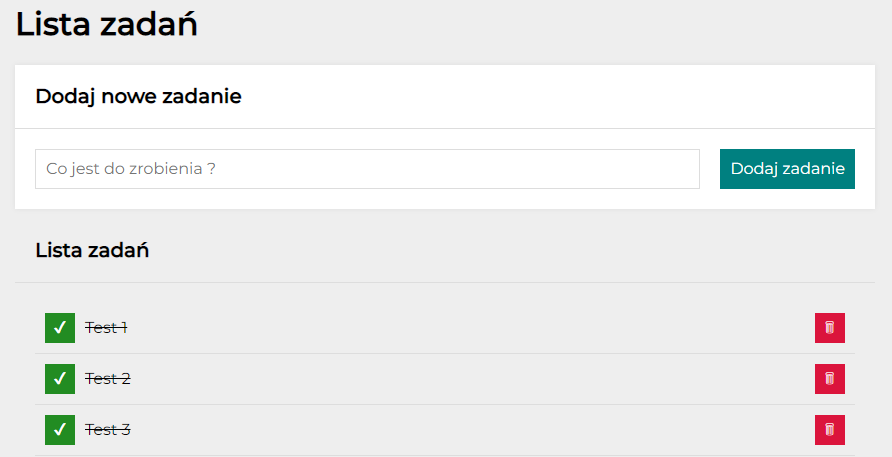 Lista zadań
Dodaj nowe zadanie
Co jest do zrobienia ?
Dodaj zadanie
Lista zadań
Test 1
Test 2
Test 3